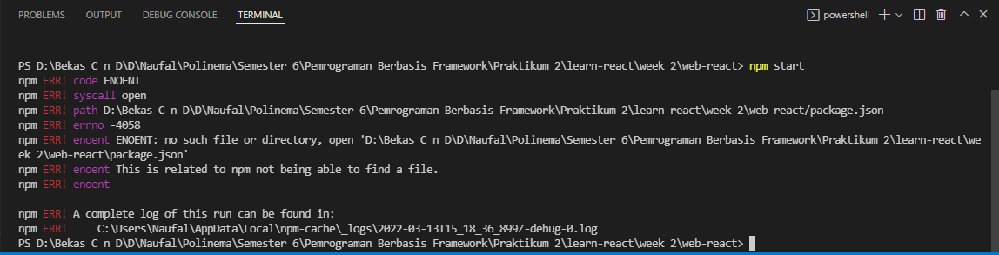 PROBLEMS OUTPUT DEBUG CONSOLE TERMINAL powershell
PS D:\Bekas C n D\D\Naufal\Polinema\Semester 6\Pemrograman Berbasis Framework\Praktikum 2\learn-react\week 2\web-react> npm start
npm ERR! code ENOENT
npm ERR! syscall open
npm ERR! path D:\Bekas C n D\D\Naufal\Polinema\Semester 6\Pemrograman Berbasis Framework\Praktikum 2\learn-react\week 2\web-react/package.json
npm ERR! errno -4058
npm ERR! enoent ENOENT: no such file or directory, open 'D:\Bekas C n D\D\Naufal\Polinema\Semester 6\Pemrograman Berbasis Framework\Praktikum 2\learn-react\we
ek 2\web-react\package.json'
npm ERR! enoent This is related to npm not being able to find a file.
npm ERR! enoent
npm ERR! A complete log of this run can be found in:
npm ERR!     C:\Users\Naufal\AppData\Local\npm-cache\_logs\2022-03-13T15_18_36_899Z-debug-0.log
PS D:\Bekas C n D\D\Naufal\Polinema\Semester 6\Pemrograman Berbasis Framework\Praktikum 2\learn-react\week 2\web-react>